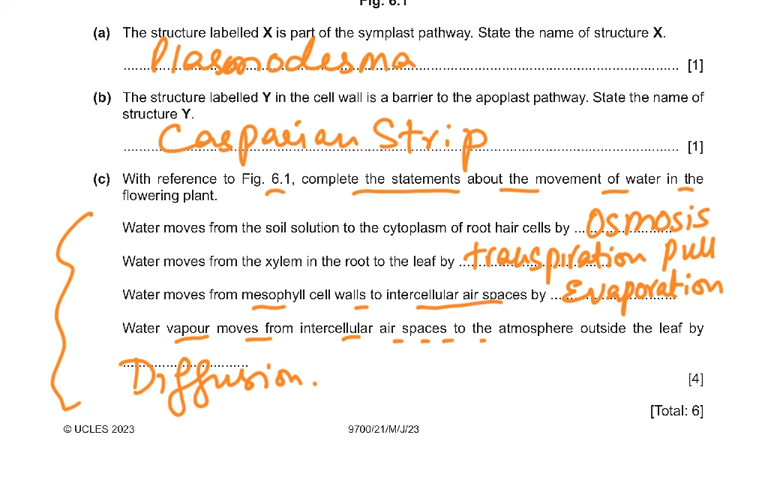 Fig. 6.1
(a) The structure labelled X is part of the symplast pathway. State the name of structure X.
Plasmodesma [1]
(b) The structure labelled Y in the cell wall is a barrier to the apoplast pathway. State the name of
structure Y.
Casparian Strip [1]
(c) With reference to Fig. 6.1, complete the statements about the movement of water in the
flowering plant.
Water moves from the soil solution to the cytoplasm of root hair cells by Osmosis
Water moves from the xylem in the root to the leaf by transpiration pull
Water moves from mesophyll cell walls to intercellular air spaces by Evaporation
Water vapour moves from intercellular air spaces to the atmosphere outside the leaf by
Diffusion.
[4]
[Total: 6]
© UCLES 2023 9700/21/M/J/23